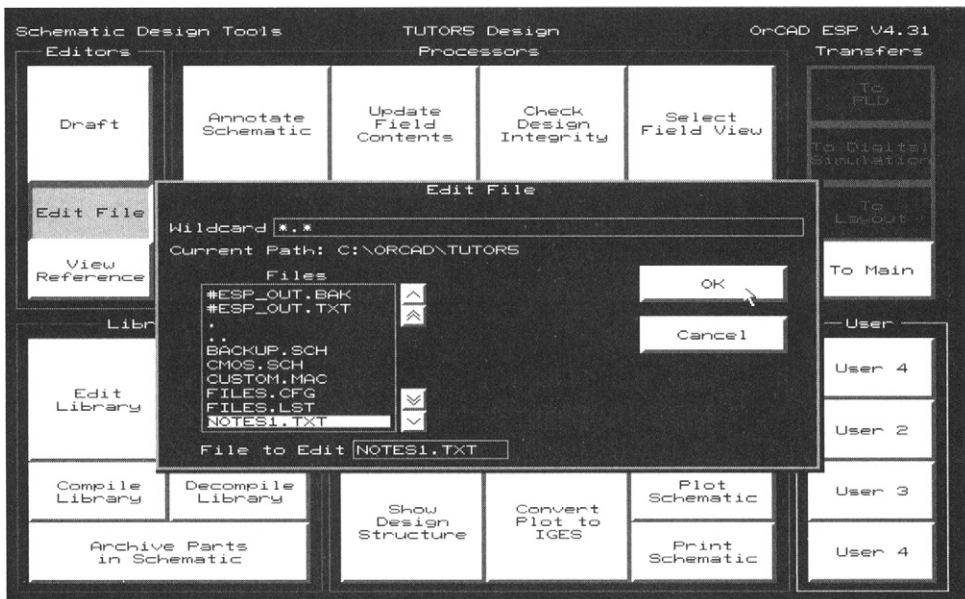 Schematic Design Tools TUTOR5 Design OrCAD ESP V4.31
Editors Processors Transfers
Draft
Annotate
Schematic
Update
Field
Contents
Check
Design
Integrity
Select
Field View
To
PLD
To Digital
Simulation
To
Layout
To Main
Edit File
View
Reference
Edit File
Wildcard *.*
Current Path: C:\ORCAD\TUTOR5
Files
#ESP_OUT.BAK
#ESP_OUT.TXT
.
..
BACKUP.SCH
CMOS.SCH
CUSTOM.MAC
FILES.CFG
FILES.LST
NOTES1.TXT
File to Edit NOTES1.TXT
OK
Cancel
Libr
Edit
Library
Compile
Library
Decompile
Library
Archive Parts
in Schematic
Show
Design
Structure
Convert
Plot to
IGES
Plot
Schematic
Print
Schematic
User
User 4
User 2
User 3
User 4